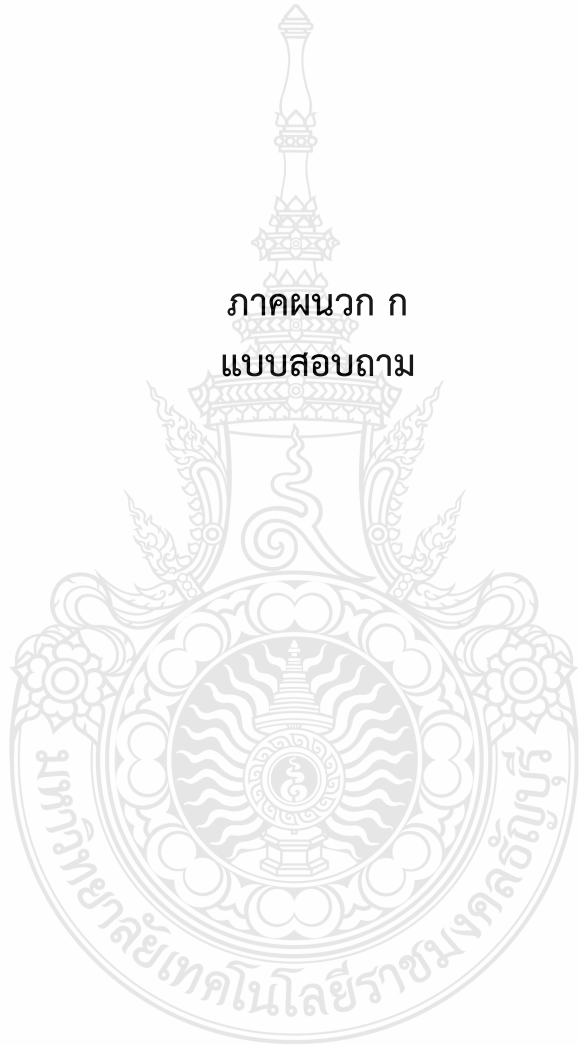 ภาคผนวก ก
แบบสอบถาม
มหาวิทยาลัยเทคโนโลยีราชมงคลธัญบุรี